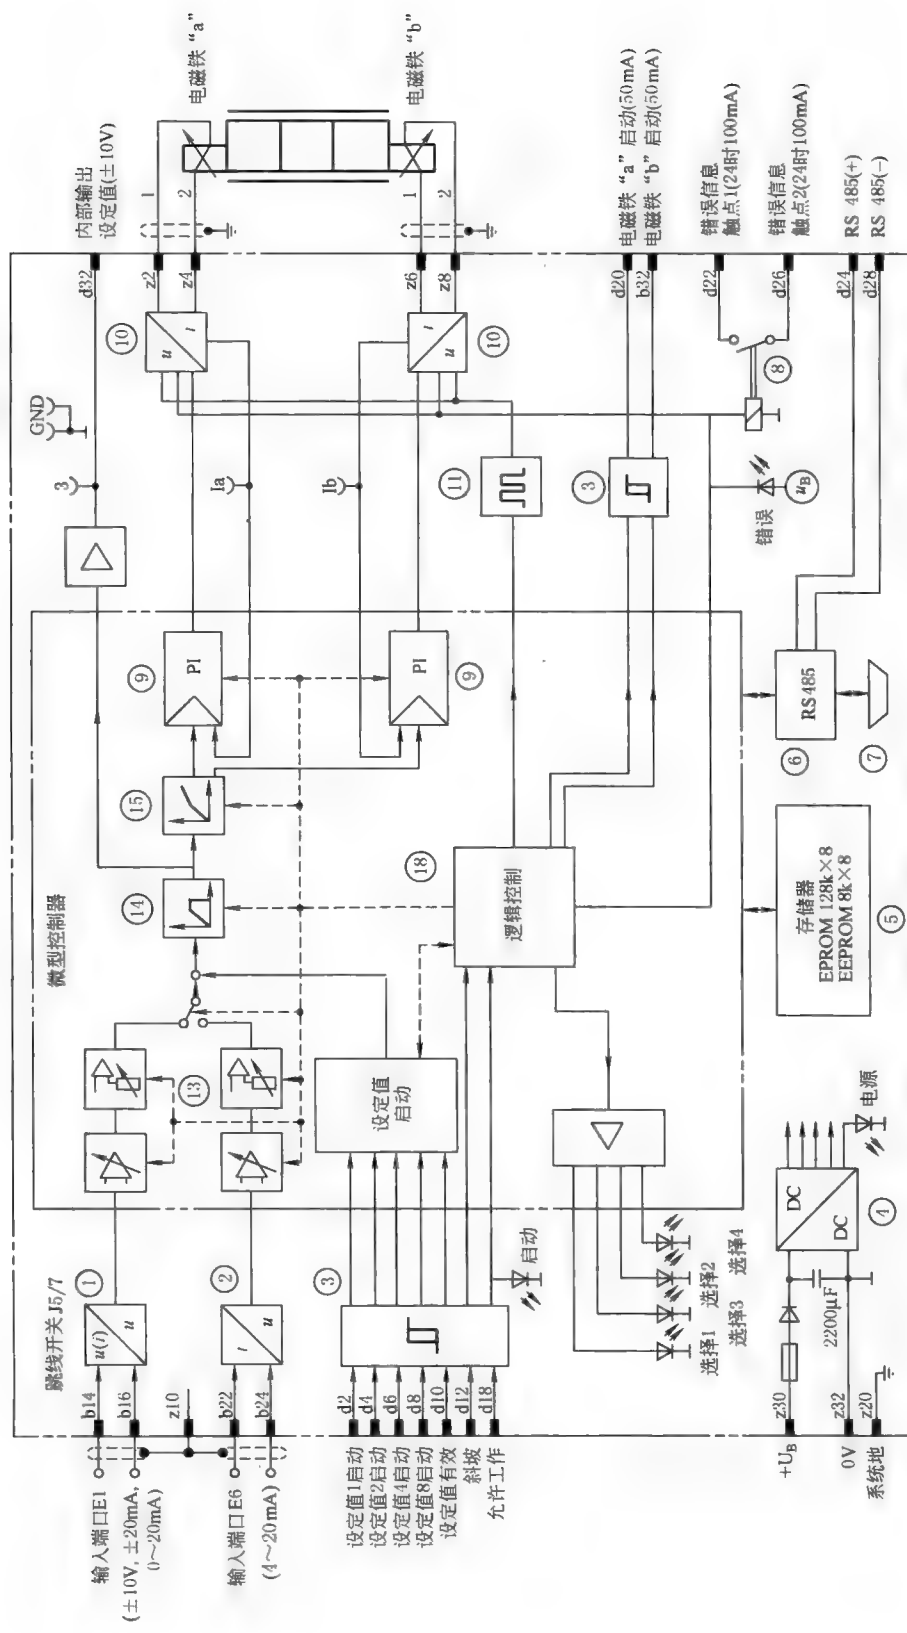 跳线开关J5/7
微型控制器
GND
内部输出
设定值(±10V)
输入端口E1
(±10V, ±20mA,
0~20mA)
b14
b16
u(i)
u
1
13
14
15
9
PI
3
10
u
i
d32
z2
z4
1
2
电磁铁“a”
z10
Ia
输入端口E6
(4~20mA)
b22
b24
i
u
2
Ib
PI
9
u
i
10
z6
z8
1
2
电磁铁“b”
设定值1启动
设定值2启动
设定值4启动
设定值8启动
设定值有效
斜坡
允许工作
d2
d4
d6
d8
d10
d12
d18
3
启动
设定值
启动
18
逻辑控制
11
3
d20
b32
电磁铁“a” 启动(50mA)
电磁铁“b” 启动(50mA)
选择1
选择2
选择3
选择4
错误
uB
8
d22
d26
错误信息
触点1(24时100mA)
错误信息
触点2(24时100mA)
+UB
0V
系统地
z30
z32
z20
2200μF
DC
DC
4
电源
存储器
EPROM 128k×8
EEPROM 8k×8
5
6
RS485
7
d24
d28
RS 485(+)
RS 485(-)